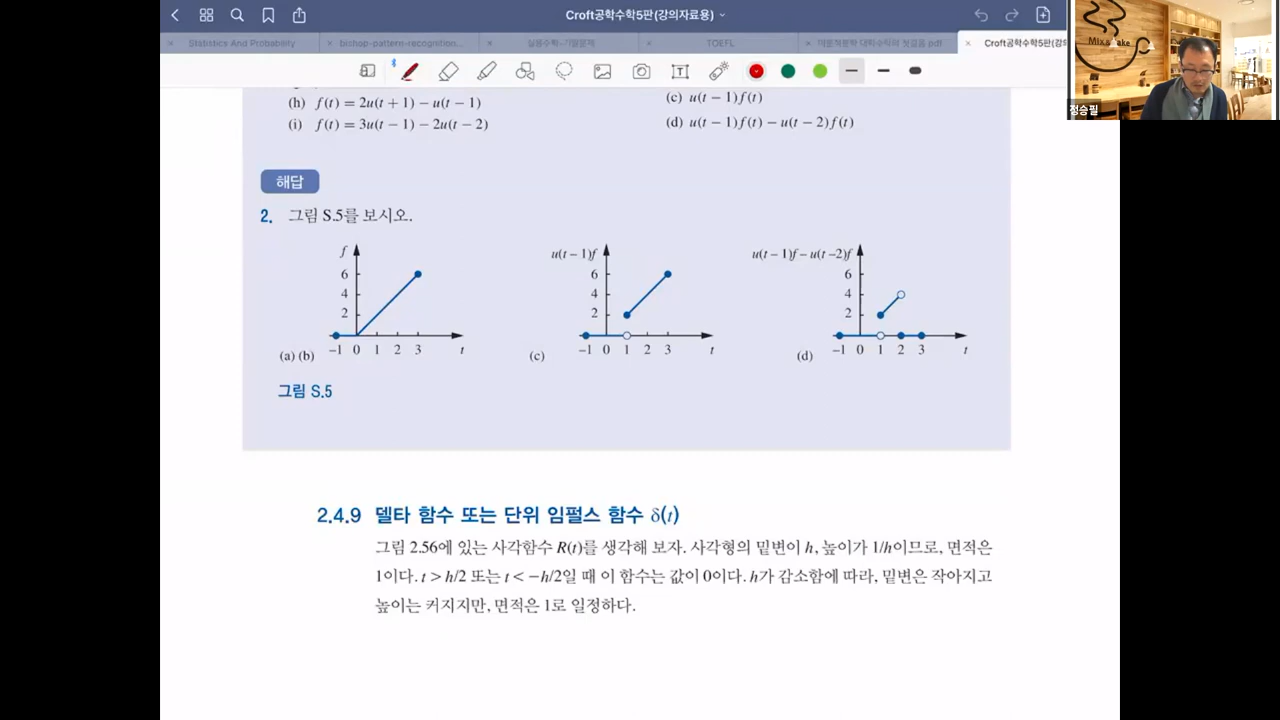 Croft공학수학5판(강의자료용)
Statistics And Probability
bishop-pattern-recognition...
실용수학-기말문제
TOEFL
Croft공학수학5판(강의
Mix & Bake
정승필
(h) f(t) = 2u(t + 1) − u(t − 1)
(i) f(t) = 3u(t − 1) − 2u(t − 2)
(c) u(t − 1)f(t)
(d) u(t − 1)f(t) − u(t − 2)f(t)
해답
2. 그림 S.5를 보시오.
f
6
4
2
−1 0 1 2 3 t
(a) (b)
u(t − 1)f
6
4
2
−1 0 1 2 3 t
(c)
u(t − 1)f − u(t −2)f
6
4
2
−1 0 1 2 3 t
(d)
그림 S.5
2.4.9 델타 함수 또는 단위 임펄스 함수 δ(t)
그림 2.56에 있는 사각함수 R(t)를 생각해 보자. 사각형의 밑변이 h, 높이가 1/h이므로, 면적은
1이다. t > h/2 또는 t < −h/2일 때 이 함수는 값이 0이다. h가 감소함에 따라, 밑변은 작아지고
높이는 커지지만, 면적은 1로 일정하다.